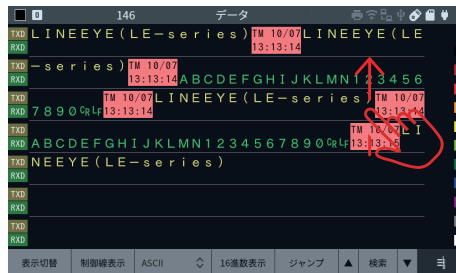 0 146 データ
TXD LINEEYE(LE-series) TM 10/07 LINEEYE(LE
RXD 13:13:14
TXD -series) TM 10/07
RXD 13:13:14 ABCDEFGHIJKLMN123456
TXD TM 10/07 LINEEYE(LE-series) TM 10/07
RXD 7890 CR LF 13:13:14 13:13:14
TXD TM 10/07 LI
RXD ABCDEFGHIJKLMN1234567890 CR LF 13:13:15
TXD NEEYE(LE-series)
RXD
TXD
RXD
TXD
RXD
表示切替 制御線表示 ASCII 16進数表示 ジャンプ ▲ 検索 ▼